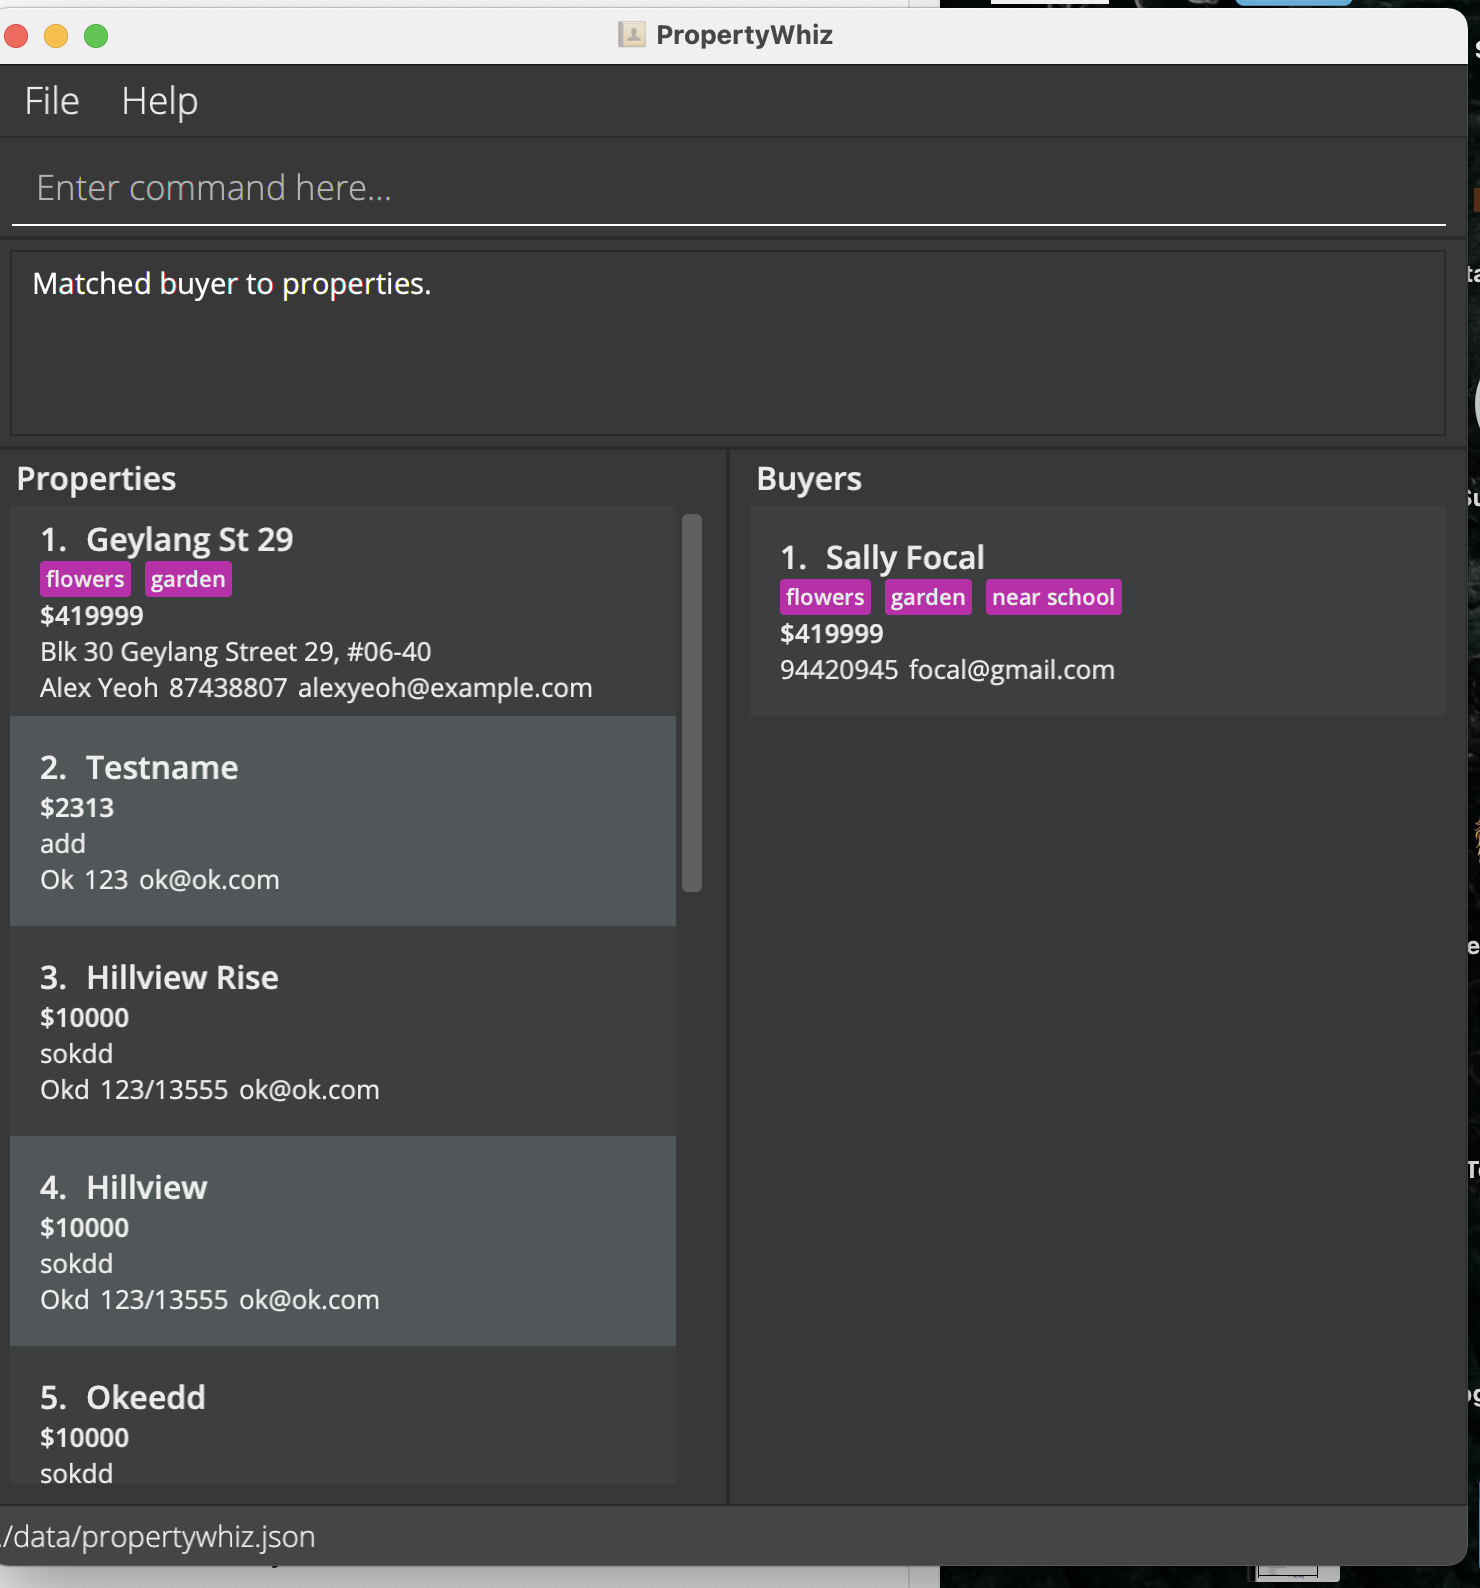 PropertyWhiz
File Help
Enter command here...
Matched buyer to properties.
Properties
1. Geylang St 29
flowers garden
$419999
Blk 30 Geylang Street 29, #06-40
Alex Yeoh 87438807 alexyeoh@example.com
2. Testname
$2313
add
Ok 123 ok@ok.com
3. Hillview Rise
$10000
sokdd
Okd 123/13555 ok@ok.com
4. Hillview
$10000
sokdd
Okd 123/13555 ok@ok.com
5. Okeedd
$10000
sokdd
Buyers
1. Sally Focal
flowers garden near school
$419999
94420945 focal@gmail.com
./data/propertywhiz.json